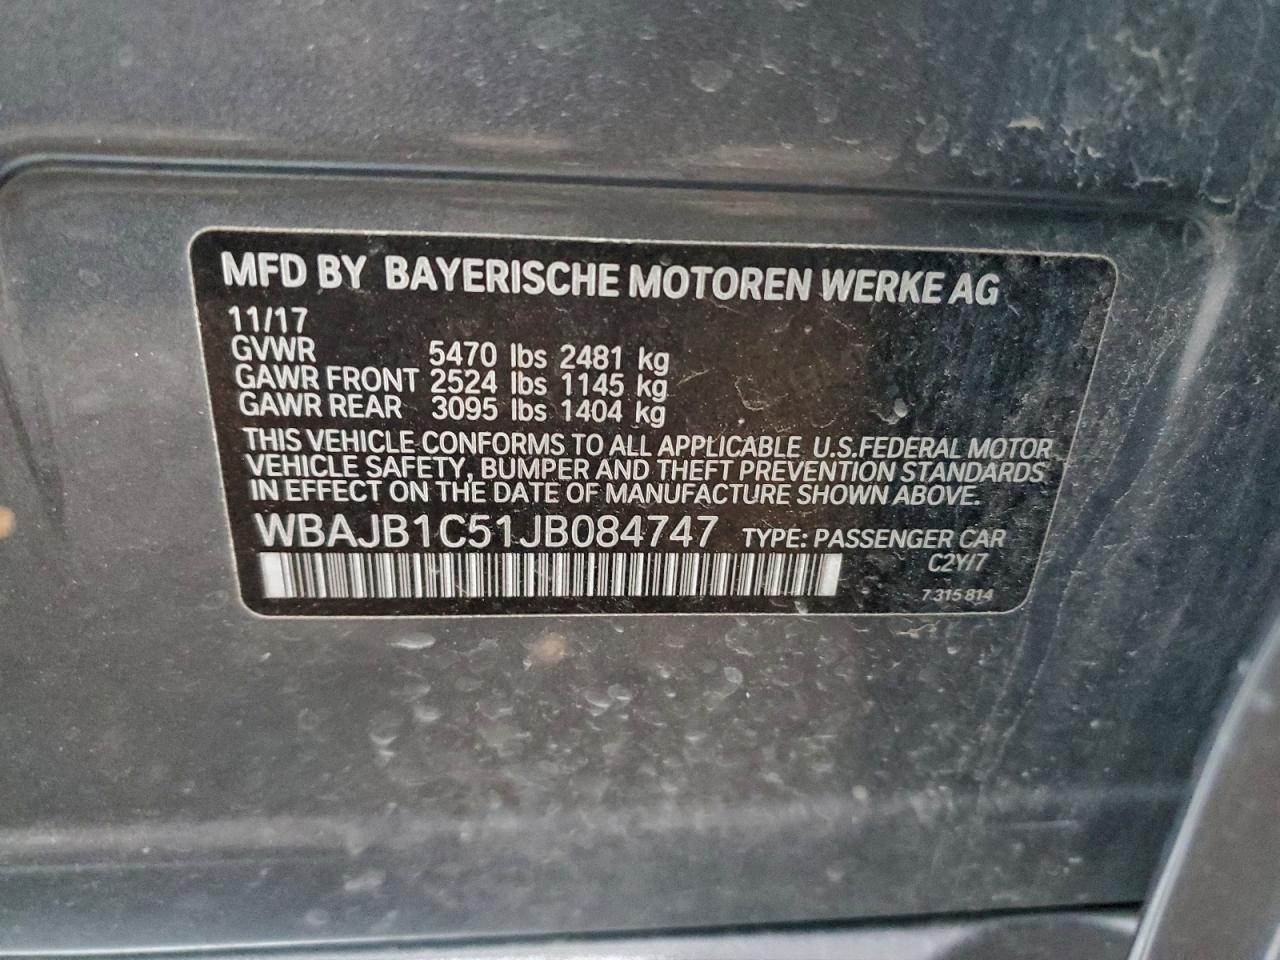 MFD BY BAYERISCHE MOTOREN WERKE AG
11/17
GVWR 5470 lbs 2481 kg
GAWR FRONT 2524 lbs 1145 kg
GAWR REAR 3095 lbs 1404 kg
THIS VEHICLE CONFORMS TO ALL APPLICABLE U.S.FEDERAL MOTOR
VEHICLE SAFETY, BUMPER AND THEFT PREVENTION STANDARDS
IN EFFECT ON THE DATE OF MANUFACTURE SHOWN ABOVE.
WBAJB1C51JB084747 TYPE: PASSENGER CAR
C2Y/7
7 315 814